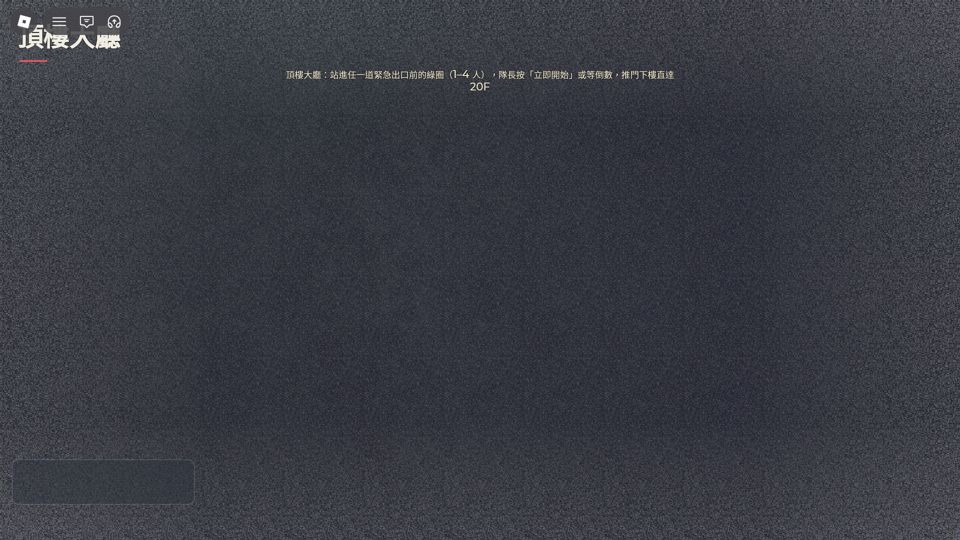 頂樓大廳
頂樓大廳：站進任一道緊急出口前的綠圈（1–4 人），隊長按「立即開始」或等倒數，推門下樓直達
20F